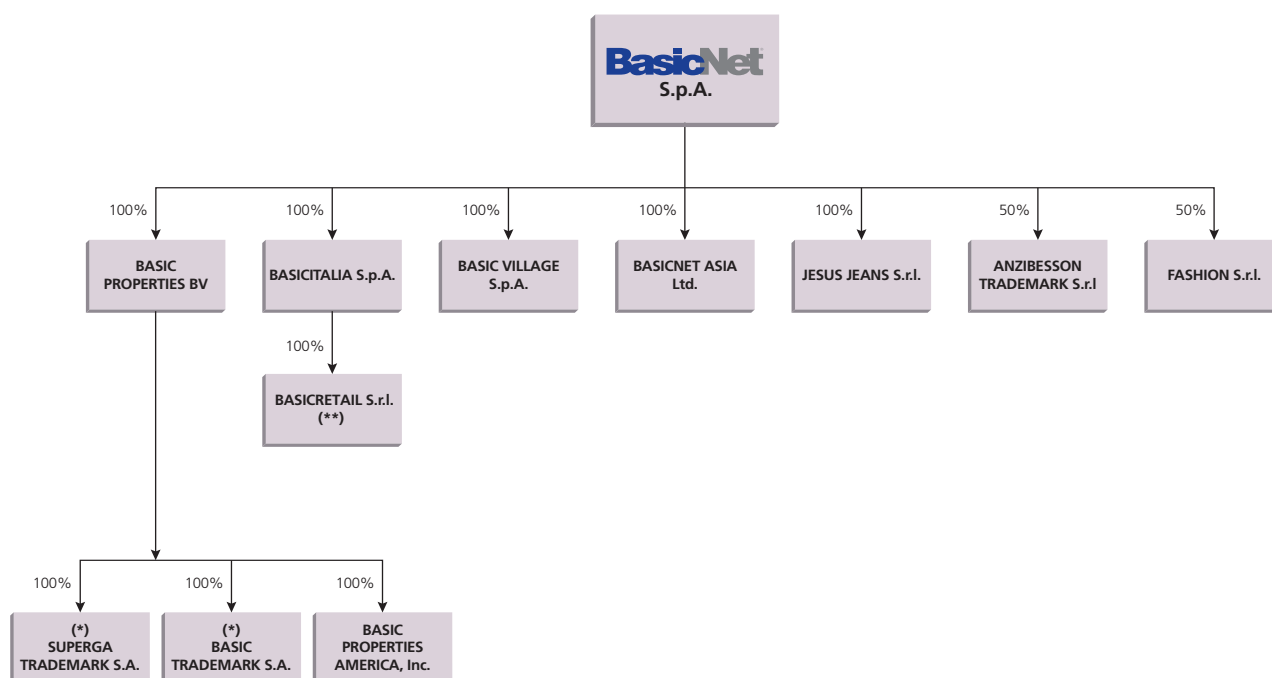 BasicNet
S.p.A.
100%
100%
100%
100%
100%
50%
50%
BASIC
PROPERTIES BV
BASICITALIA S.p.A.
BASIC VILLAGE
S.p.A.
BASICNET ASIA
Ltd.
JESUS JEANS S.r.l.
ANZIBESSON
TRADEMARK S.r.l
FASHION S.r.l.
100%
BASICRETAIL S.r.l.
(**)
100%
100%
100%
(*)
SUPERGA
TRADEMARK S.A.
(*)
BASIC
TRADEMARK S.A.
BASIC
PROPERTIES
AMERICA, Inc.